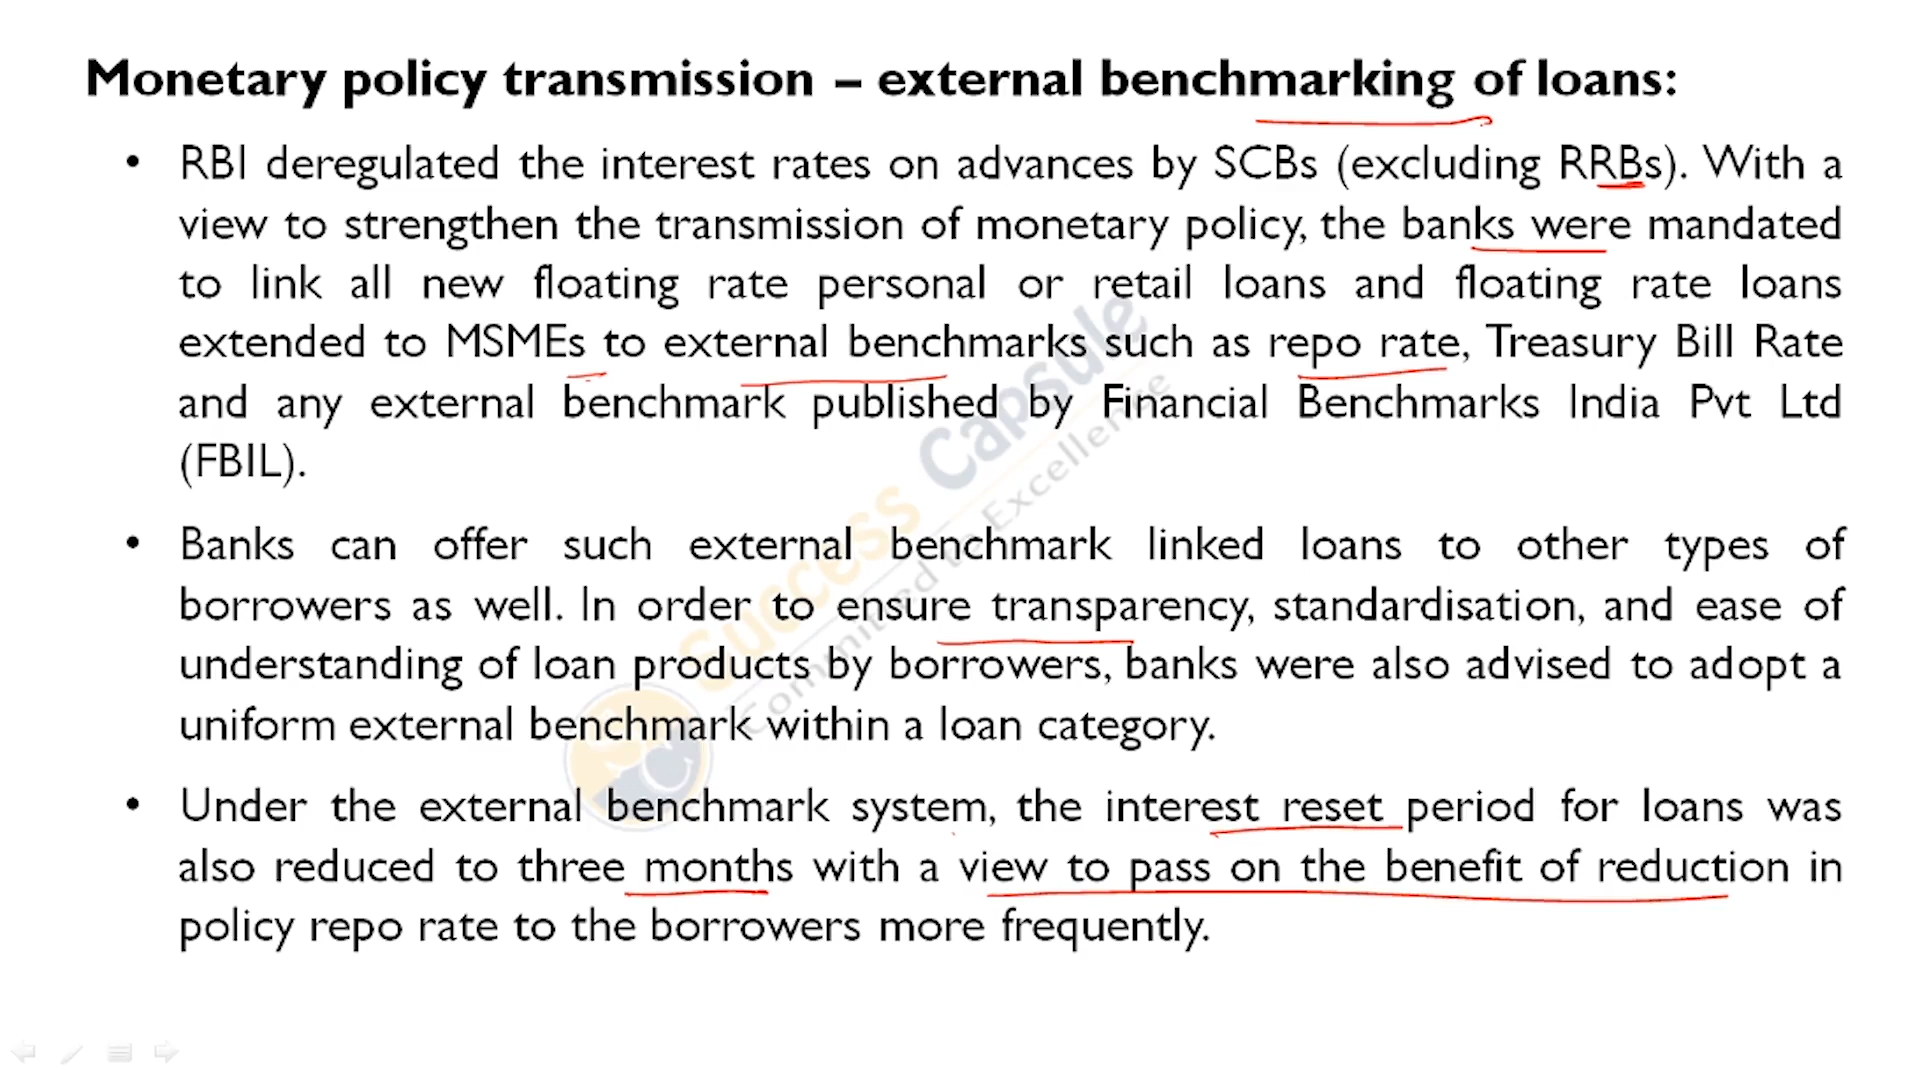 Monetary policy transmission – external benchmarking of loans:
• RBI deregulated the interest rates on advances by SCBs (excluding RRBs). With a
view to strengthen the transmission of monetary policy, the banks were mandated
to link all new floating rate personal or retail loans and floating rate loans
extended to MSMEs to external benchmarks such as repo rate, Treasury Bill Rate
and any external benchmark published by Financial Benchmarks India Pvt Ltd
(FBIL).
• Banks can offer such external benchmark linked loans to other types of
borrowers as well. In order to ensure transparency, standardisation, and ease of
understanding of loan products by borrowers, banks were also advised to adopt a
uniform external benchmark within a loan category.
• Under the external benchmark system, the interest reset period for loans was
also reduced to three months with a view to pass on the benefit of reduction in
policy repo rate to the borrowers more frequently.
Success Capsule
Committed to Excellence